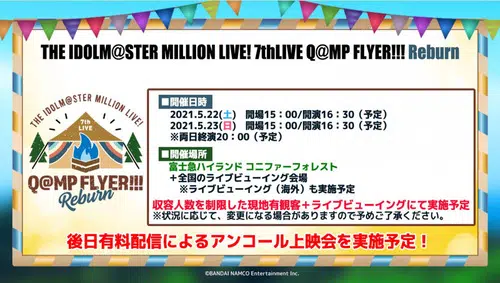 THE IDOLM@STER MILLION LIVE! 7thLIVE Q@MP FLYER!!! Reburn
THE IDOLM@STER MILLION LIVE!
7th
LIVE
Q@MP FLYER!!!
Reburn
■開催日時
2021.5.22(土) 開場15：00/開演16：30（予定）
2021.5.23(日) 開場15：00/開演16：30（予定）
※両日終演20：00（予定）
■開催場所
富士急ハイランド コニファーフォレスト
＋全国のライブビューイング会場
※ライブビューイング（海外）も実施予定
収容人数を制限した現地有観客＋ライブビューイングにて実施予定
※状況に応じて、変更になる場合がありますので予めご了承ください。
後日有料配信によるアンコール上映会を実施予定！
©BANDAI NAMCO Entertainment Inc.